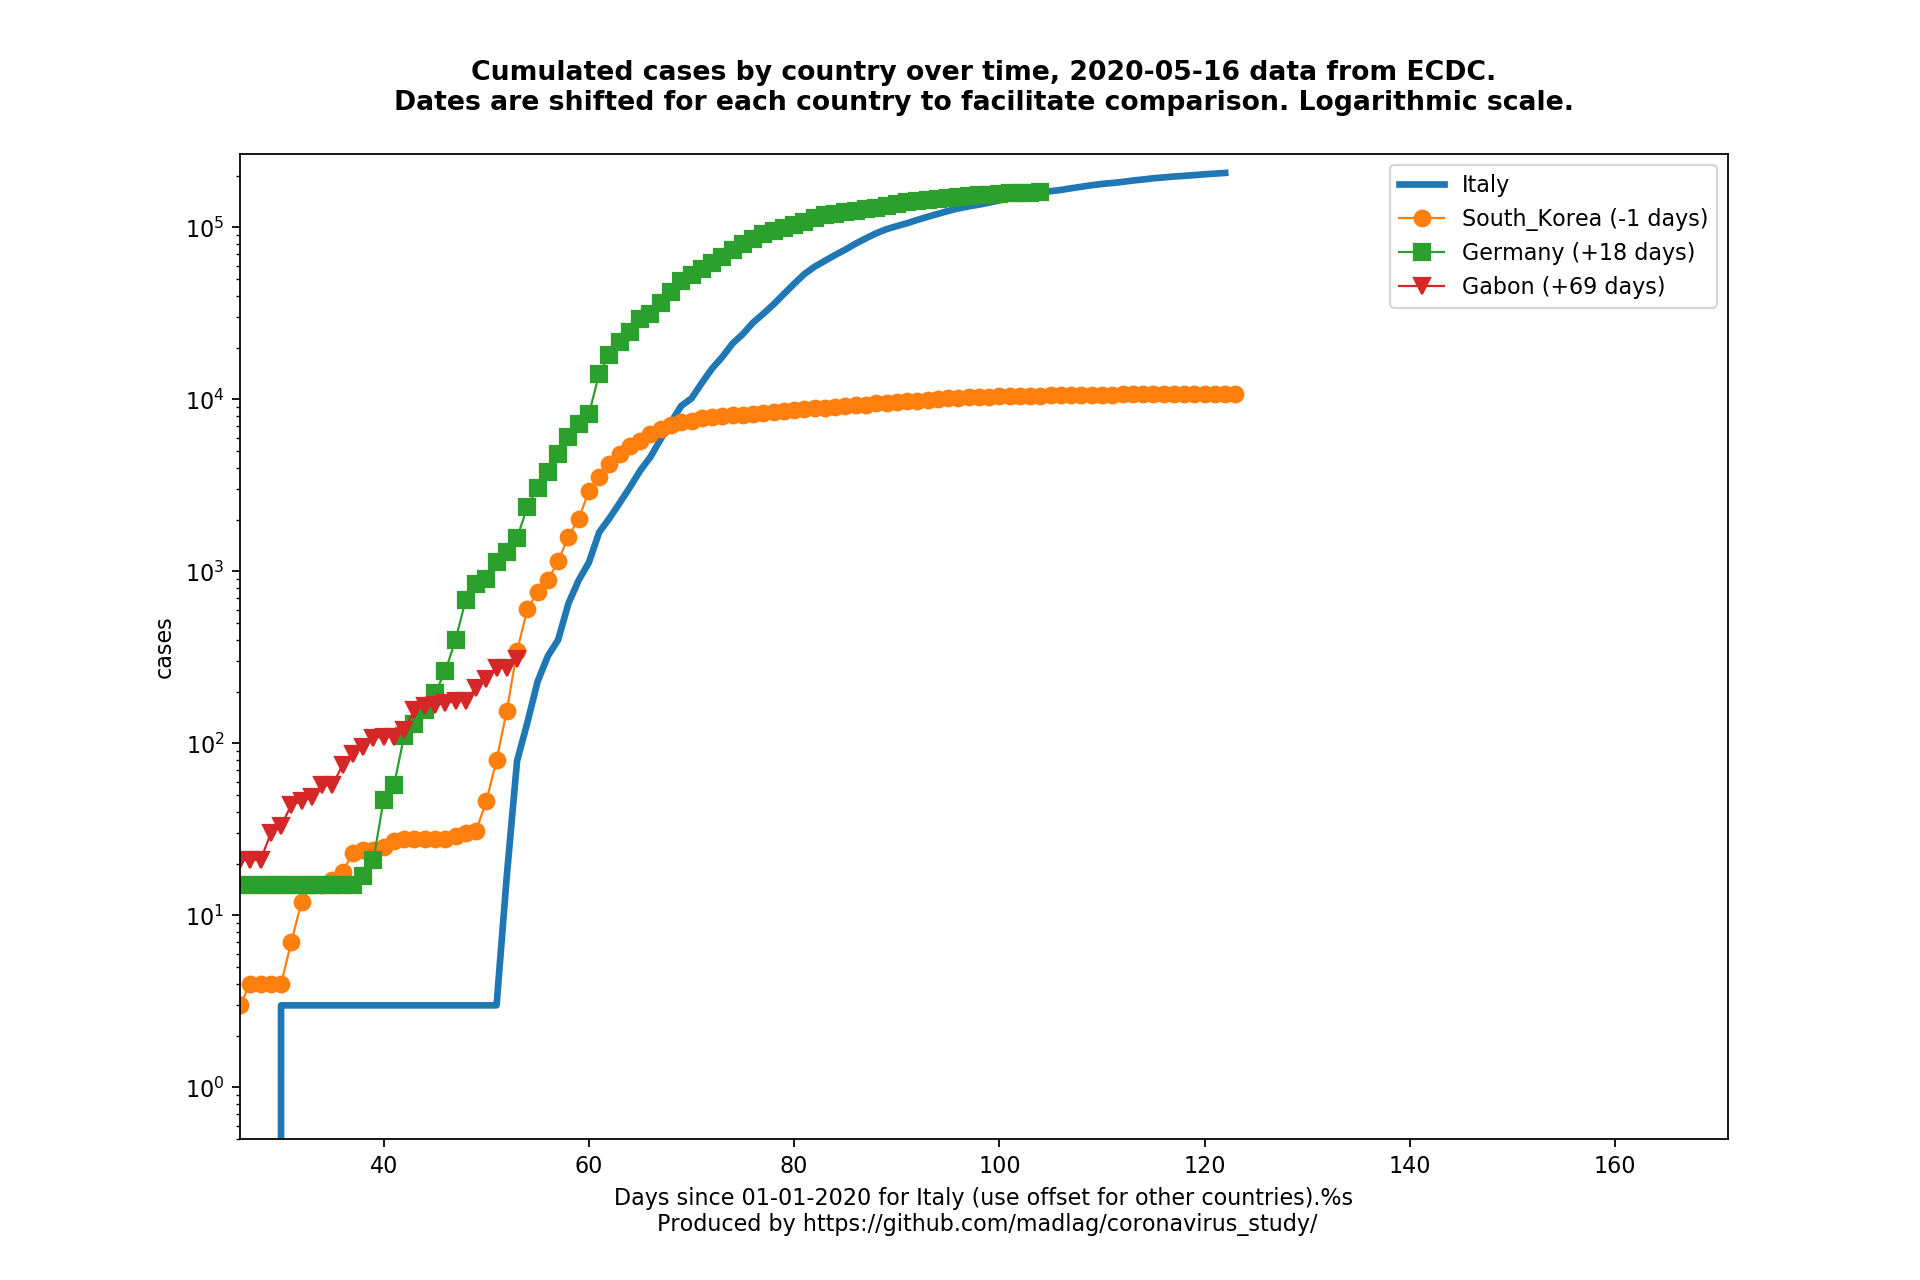 Cumulated cases by country over time, 2020-05-16 data from ECDC.
Dates are shifted for each country to facilitate comparison. Logarithmic scale.
Italy
South_Korea (-1 days)
Germany (+18 days)
Gabon (+69 days)
10^5
10^4
10^3
10^2
10^1
10^0
cases
40 60 80 100 120 140 160
Days since 01-01-2020 for Italy (use offset for other countries).%s
Produced by https://github.com/madlag/coronavirus_study/